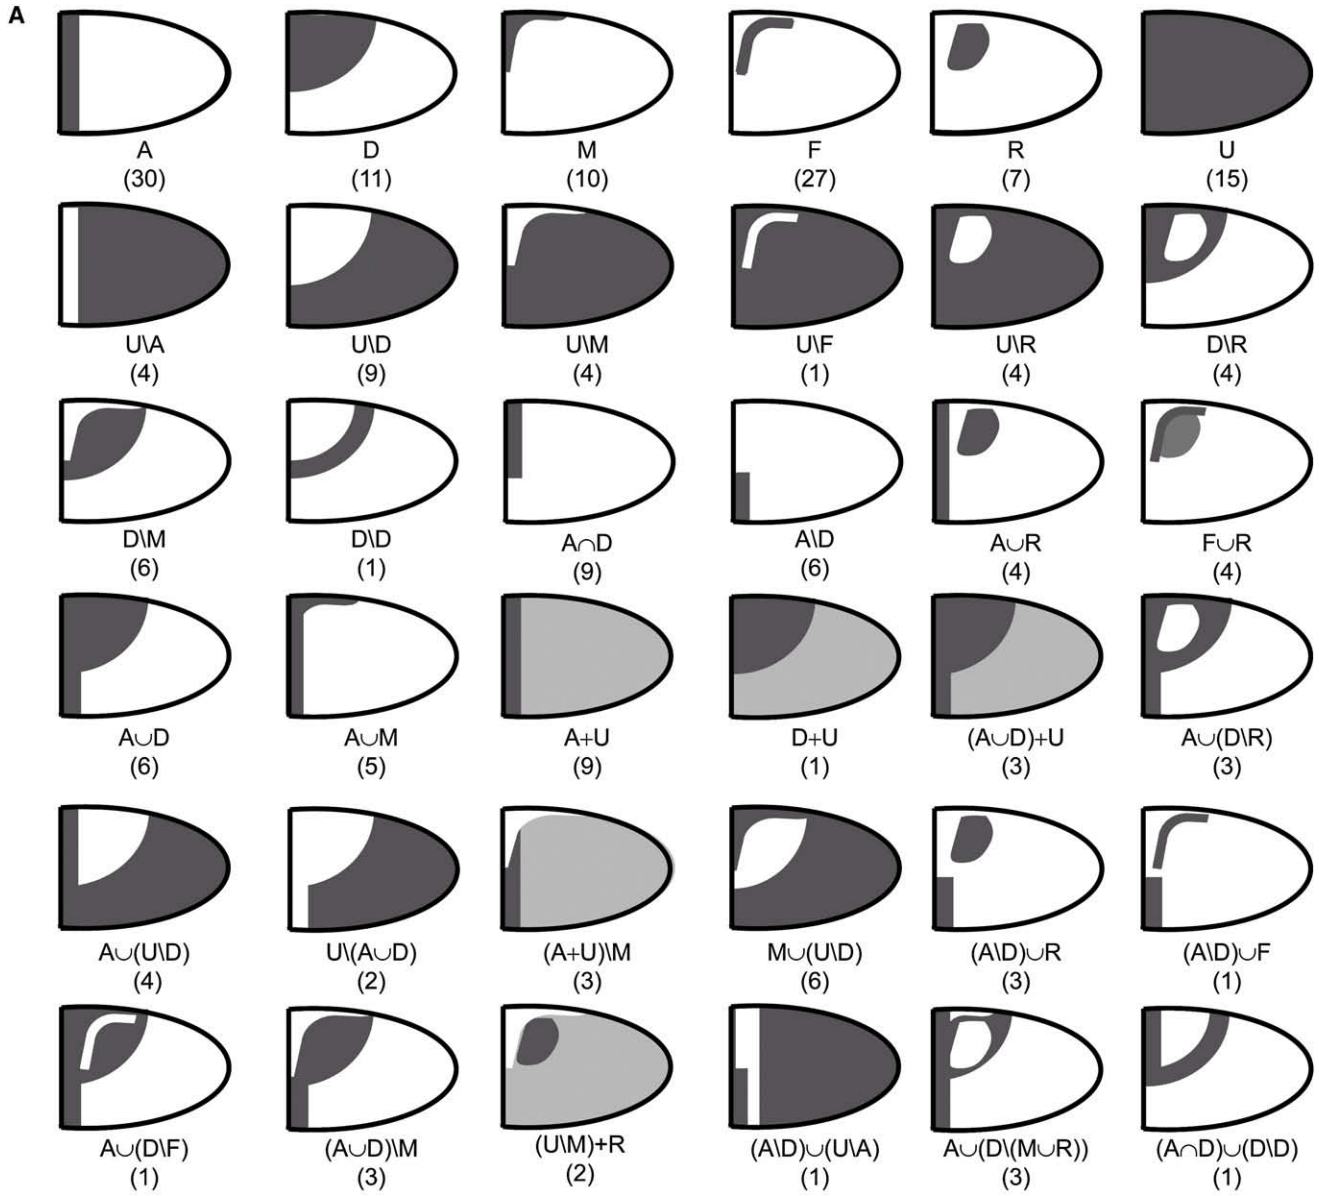 A
A D M F R U
(30) (11) (10) (27) (7) (15)
U\A U\D U\M U\F U\R D\R
(4) (9) (4) (1) (4) (4)
D\M D\D A∩D A\D A∪R F∪R
(6) (1) (9) (6) (4) (4)
A∪D A∪M A+U D+U (A∪D)+U A∪(D\R)
(6) (5) (9) (1) (3) (3)
A∪(U\D) U\(A∪D) (A+U)\M M∪(U\D) (A\D)∪R (A\D)∪F
(4) (2) (3) (6) (3) (1)
A∪(D\F) (A∪D)\M (U\M)+R (A\D)∪(U\A) A∪(D\(M∪R)) (A∩D)∪(D\D)
(1) (3) (2) (1) (3) (1)